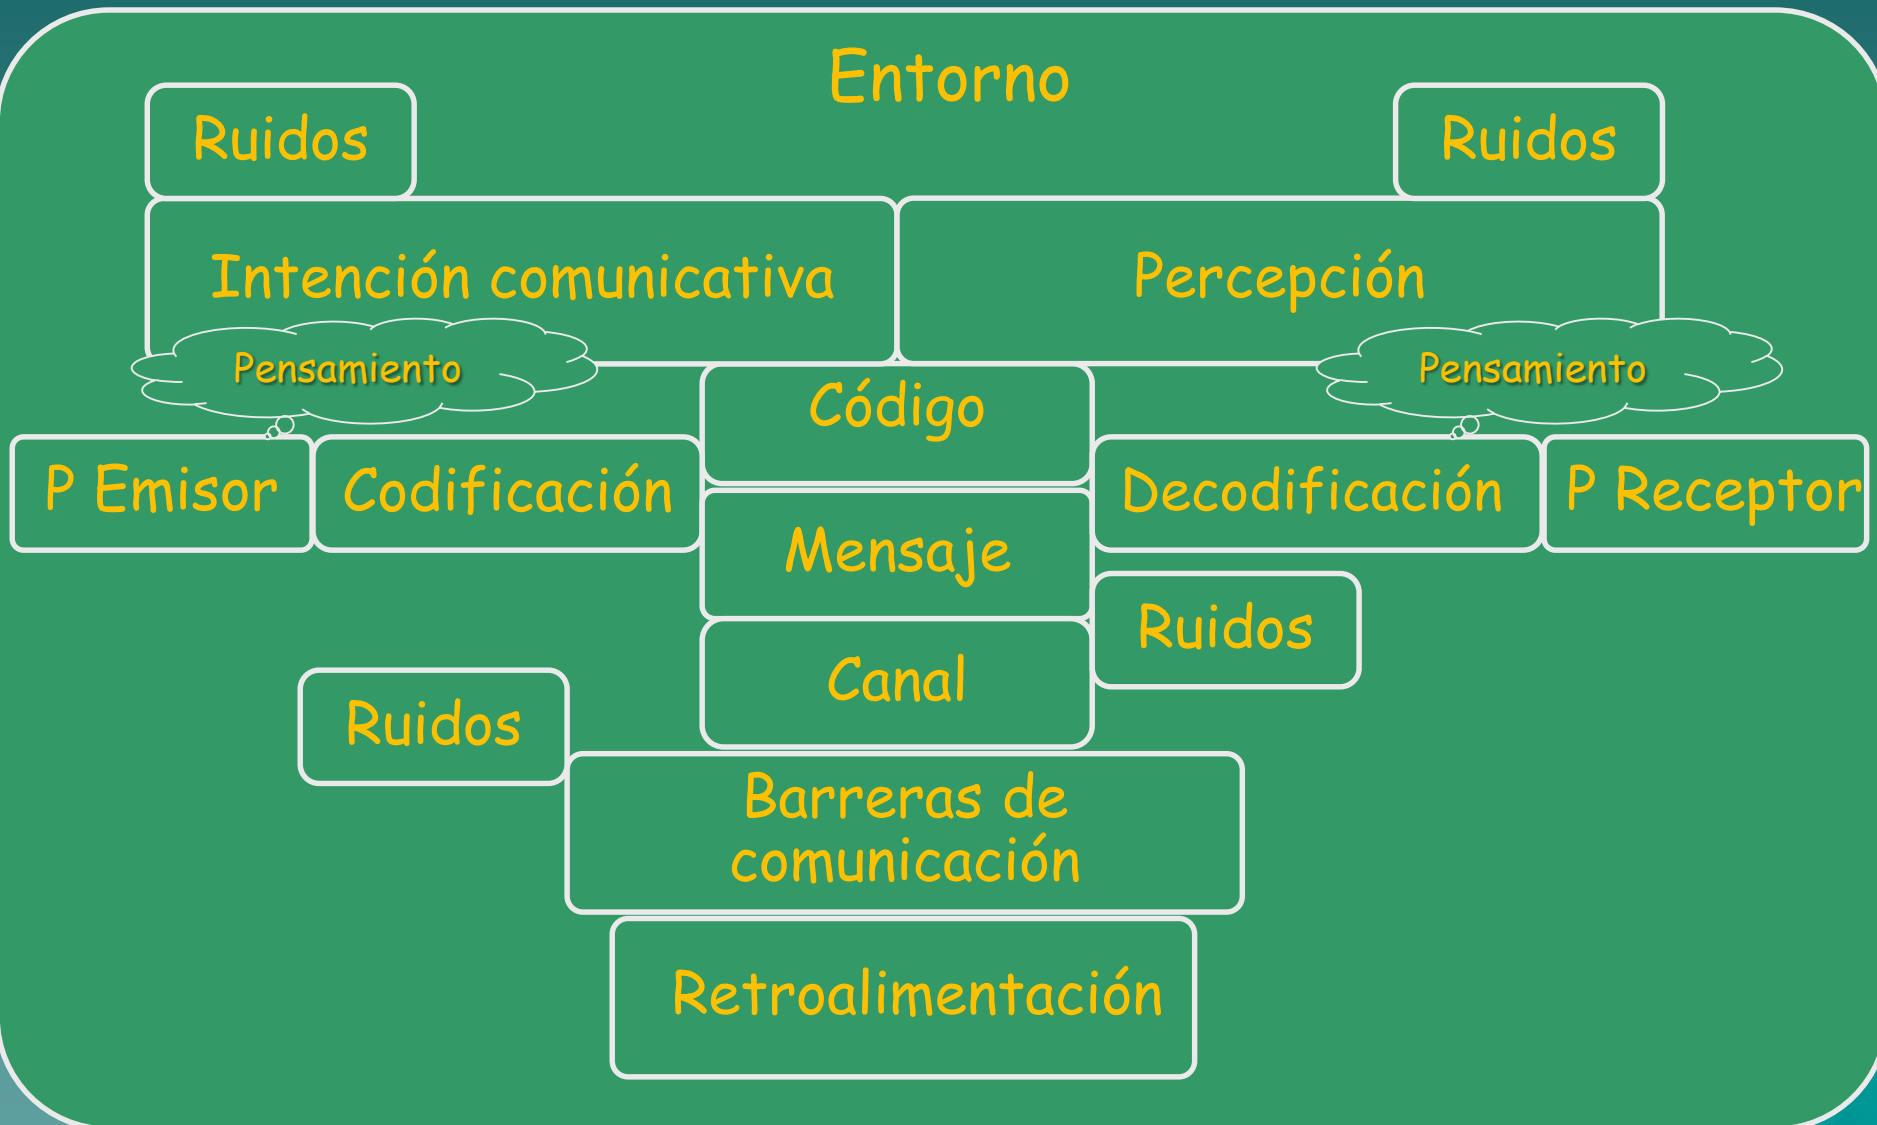 Entorno
Ruidos
Ruidos
Intención comunicativa
Percepción
Pensamiento
Pensamiento
Código
P Emisor
Codificación
Decodificación
P Receptor
Mensaje
Ruidos
Canal
Ruidos
Barreras de
comunicación
Retroalimentación